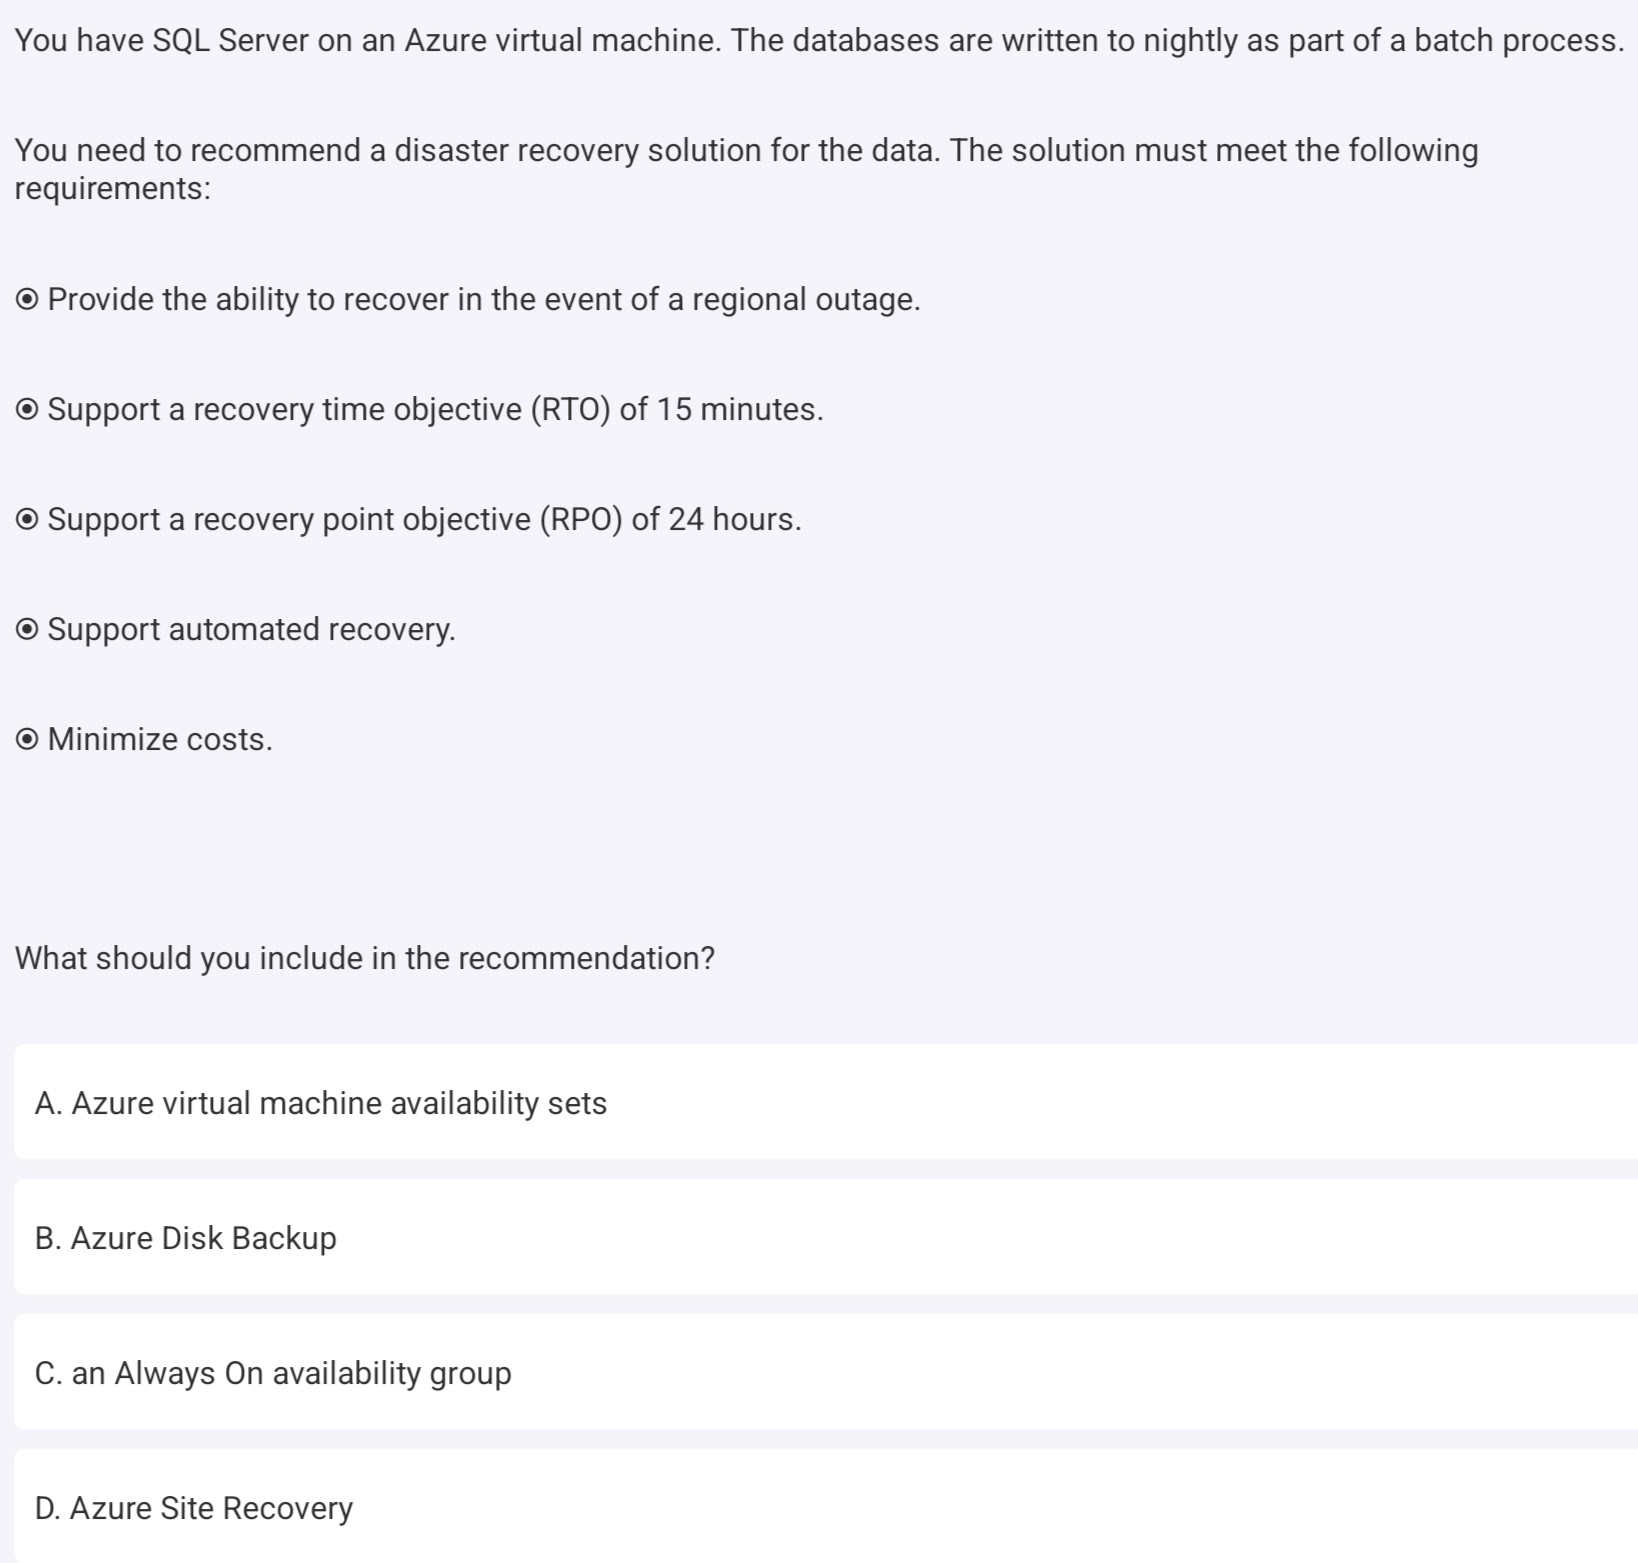 You have SQL Server on an Azure virtual machine. The databases are written to nightly as part of a batch process.
You need to recommend a disaster recovery solution for the data. The solution must meet the following
requirements:
Provide the ability to recover in the event of a regional outage.
Support a recovery time objective (RTO) of 15 minutes.
Support a recovery point objective (RPO) of 24 hours.
Support automated recovery.
Minimize costs.
What should you include in the recommendation?
A. Azure virtual machine availability sets
B. Azure Disk Backup
C. an Always On availability group
D. Azure Site Recovery